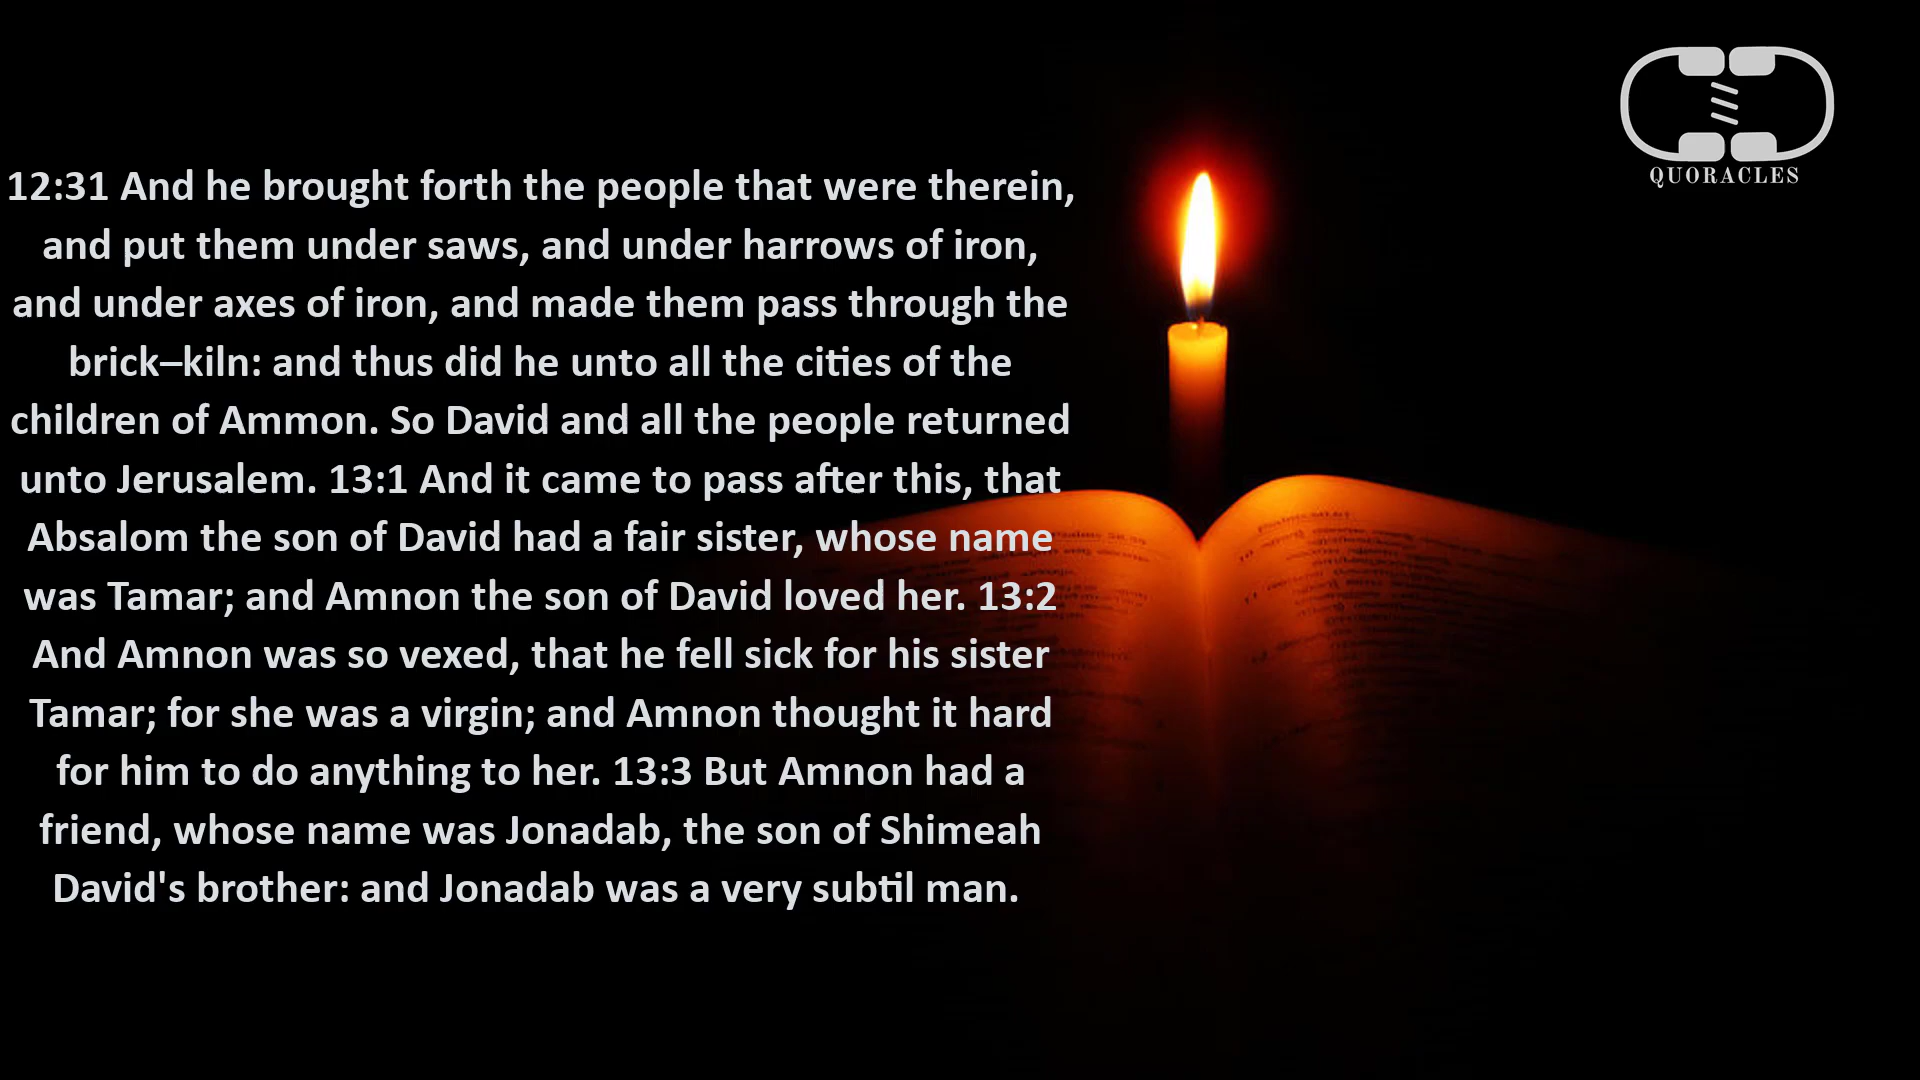 12:31 And he brought forth the people that were therein,
and put them under saws, and under harrows of iron,
and under axes of iron, and made them pass through the
brick–kiln: and thus did he unto all the cities of the
children of Ammon. So David and all the people returned
unto Jerusalem. 13:1 And it came to pass after this, that
Absalom the son of David had a fair sister, whose name
was Tamar; and Amnon the son of David loved her. 13:2
And Amnon was so vexed, that he fell sick for his sister
Tamar; for she was a virgin; and Amnon thought it hard
for him to do anything to her. 13:3 But Amnon had a
friend, whose name was Jonadab, the son of Shimeah
David's brother: and Jonadab was a very subtil man.
QUORACLES